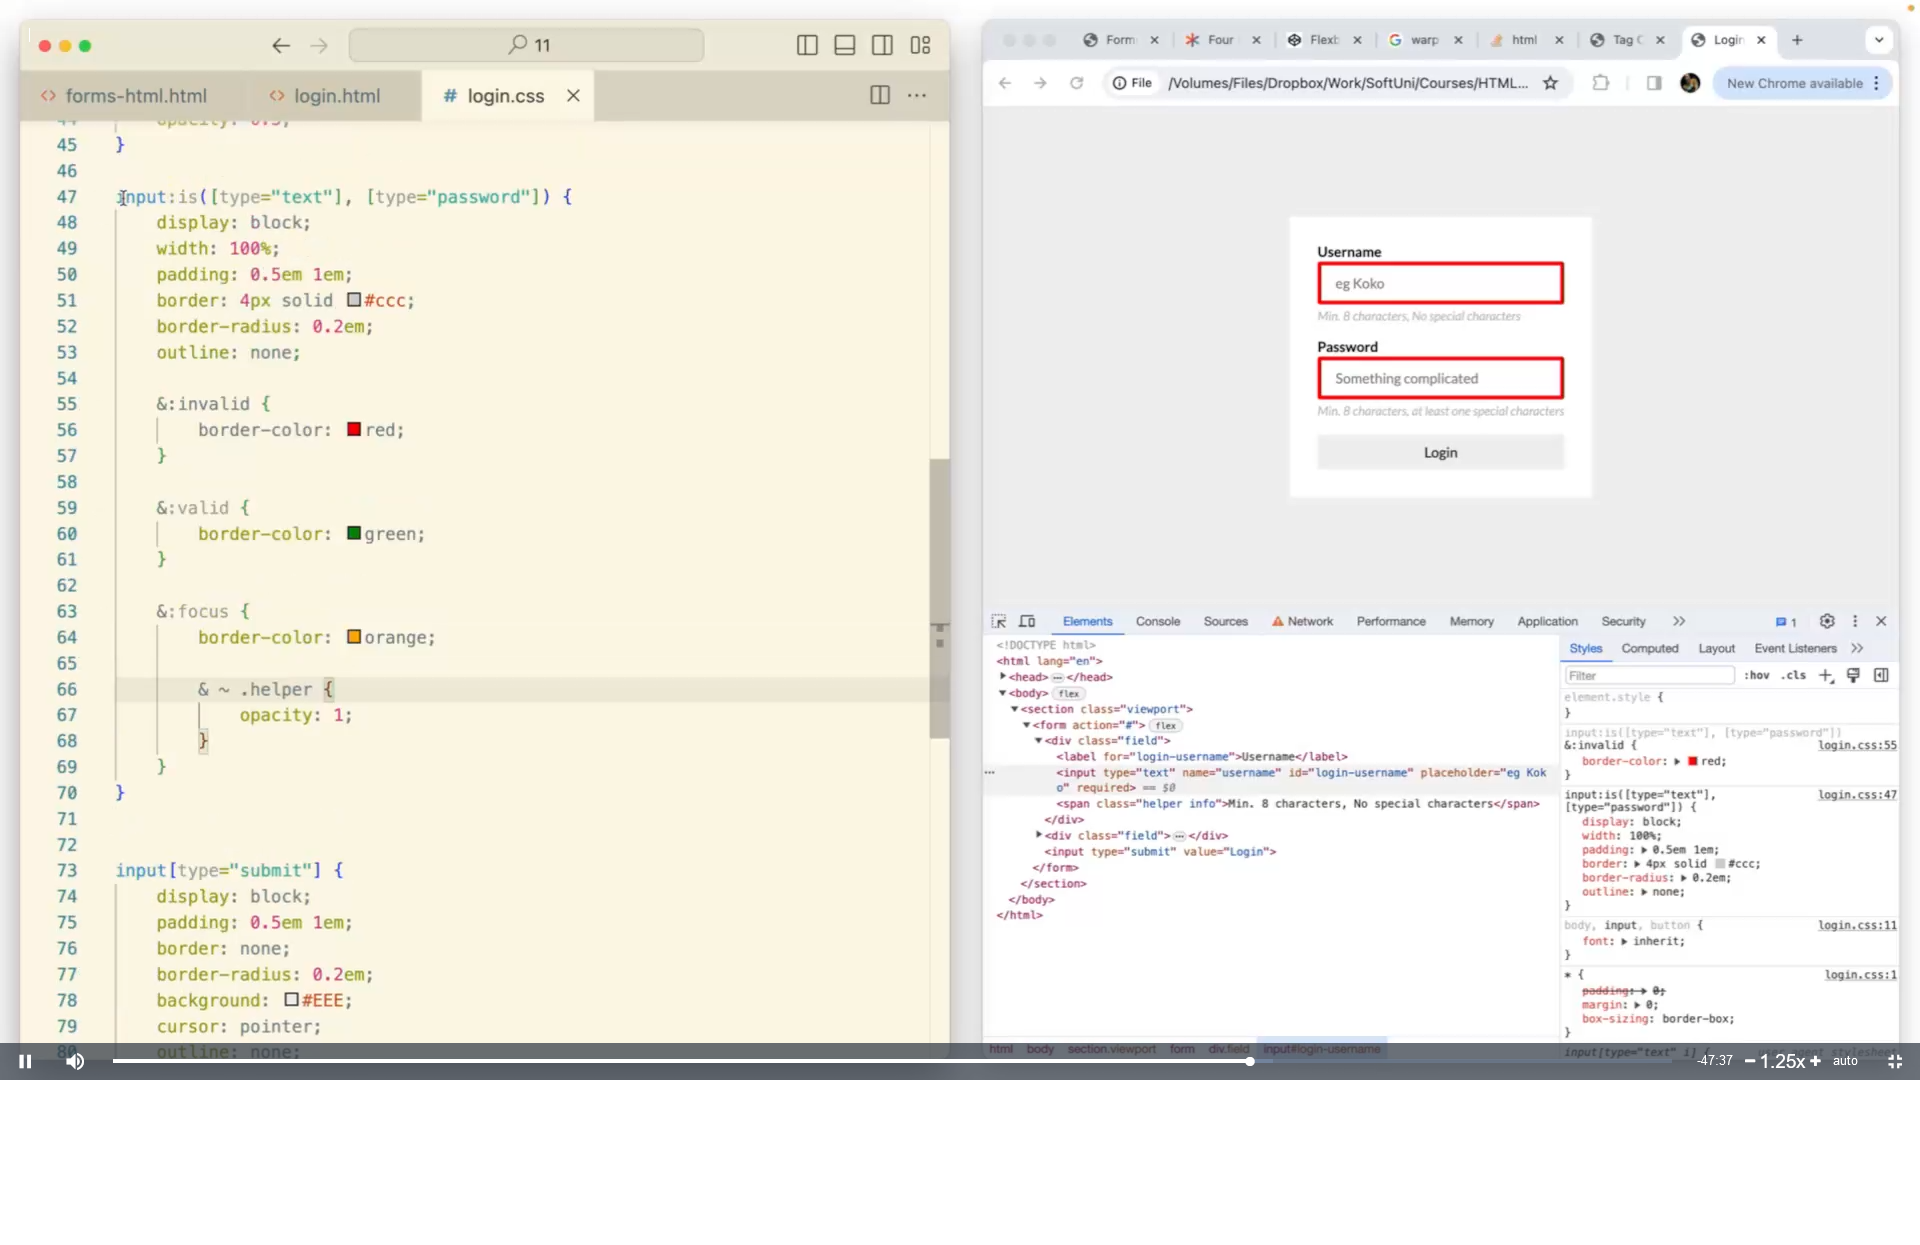 11
forms-html.html
login.html
# login.css
45 }
46
47 input:is([type="text"], [type="password"]) {
48 display: block;
49 width: 100%;
50 padding: 0.5em 1em;
51 border: 4px solid #ccc;
52 border-radius: 0.2em;
53 outline: none;
54
55 &:invalid {
56 border-color: red;
57 }
58
59 &:valid {
60 border-color: green;
61 }
62
63 &:focus {
64 border-color: orange;
65
66 & ~ .helper {
67 opacity: 1;
68 }
69 }
70 }
71
72
73 input[type="submit"] {
74 display: block;
75 padding: 0.5em 1em;
76 border: none;
77 border-radius: 0.2em;
78 background: #EEE;
79 cursor: pointer;
80 outline: none;
Form
Four
Flexb
warp
html
Tag C
Login
File /Volumes/Files/Dropbox/Work/SoftUni/Courses/HTML...
New Chrome available
Username
eg Koko
Min. 8 characters, No special characters
Password
Something complicated
Min. 8 characters, at least one special characters
Login
Elements Console Sources Network Performance Memory Application Security 1
<!DOCTYPE html>
<html lang="en">
<head> </head>
<body> flex
<section class="viewport">
<form action="#"> flex
<div class="field">
<label for="login-username">Username</label>
<input type="text" name="username" id="login-username" placeholder="eg Kok
o" required> == $0
<span class="helper info">Min. 8 characters, No special characters</span>
</div>
<div class="field"> </div>
<input type="submit" value="Login">
</form>
</section>
</body>
</html>
html body section.viewport form div.field input#login-username
Styles Computed Layout Event Listeners
Filter :hov .cls
element.style {
}
input:is([type="text"], [type="password"])
&:invalid { login.css:55
border-color: red;
}
input:is([type="text"], login.css:47
[type="password"]) {
display: block;
width: 100%;
padding: 0.5em 1em;
border: 4px solid #ccc;
border-radius: 0.2em;
outline: none;
}
body, input, button { login.css:11
font: inherit;
}
* { login.css:1
padding: 0;
margin: 0;
box-sizing: border-box;
}
input[type="text" i] { user agent stylesheet
-47:37 1.25x auto